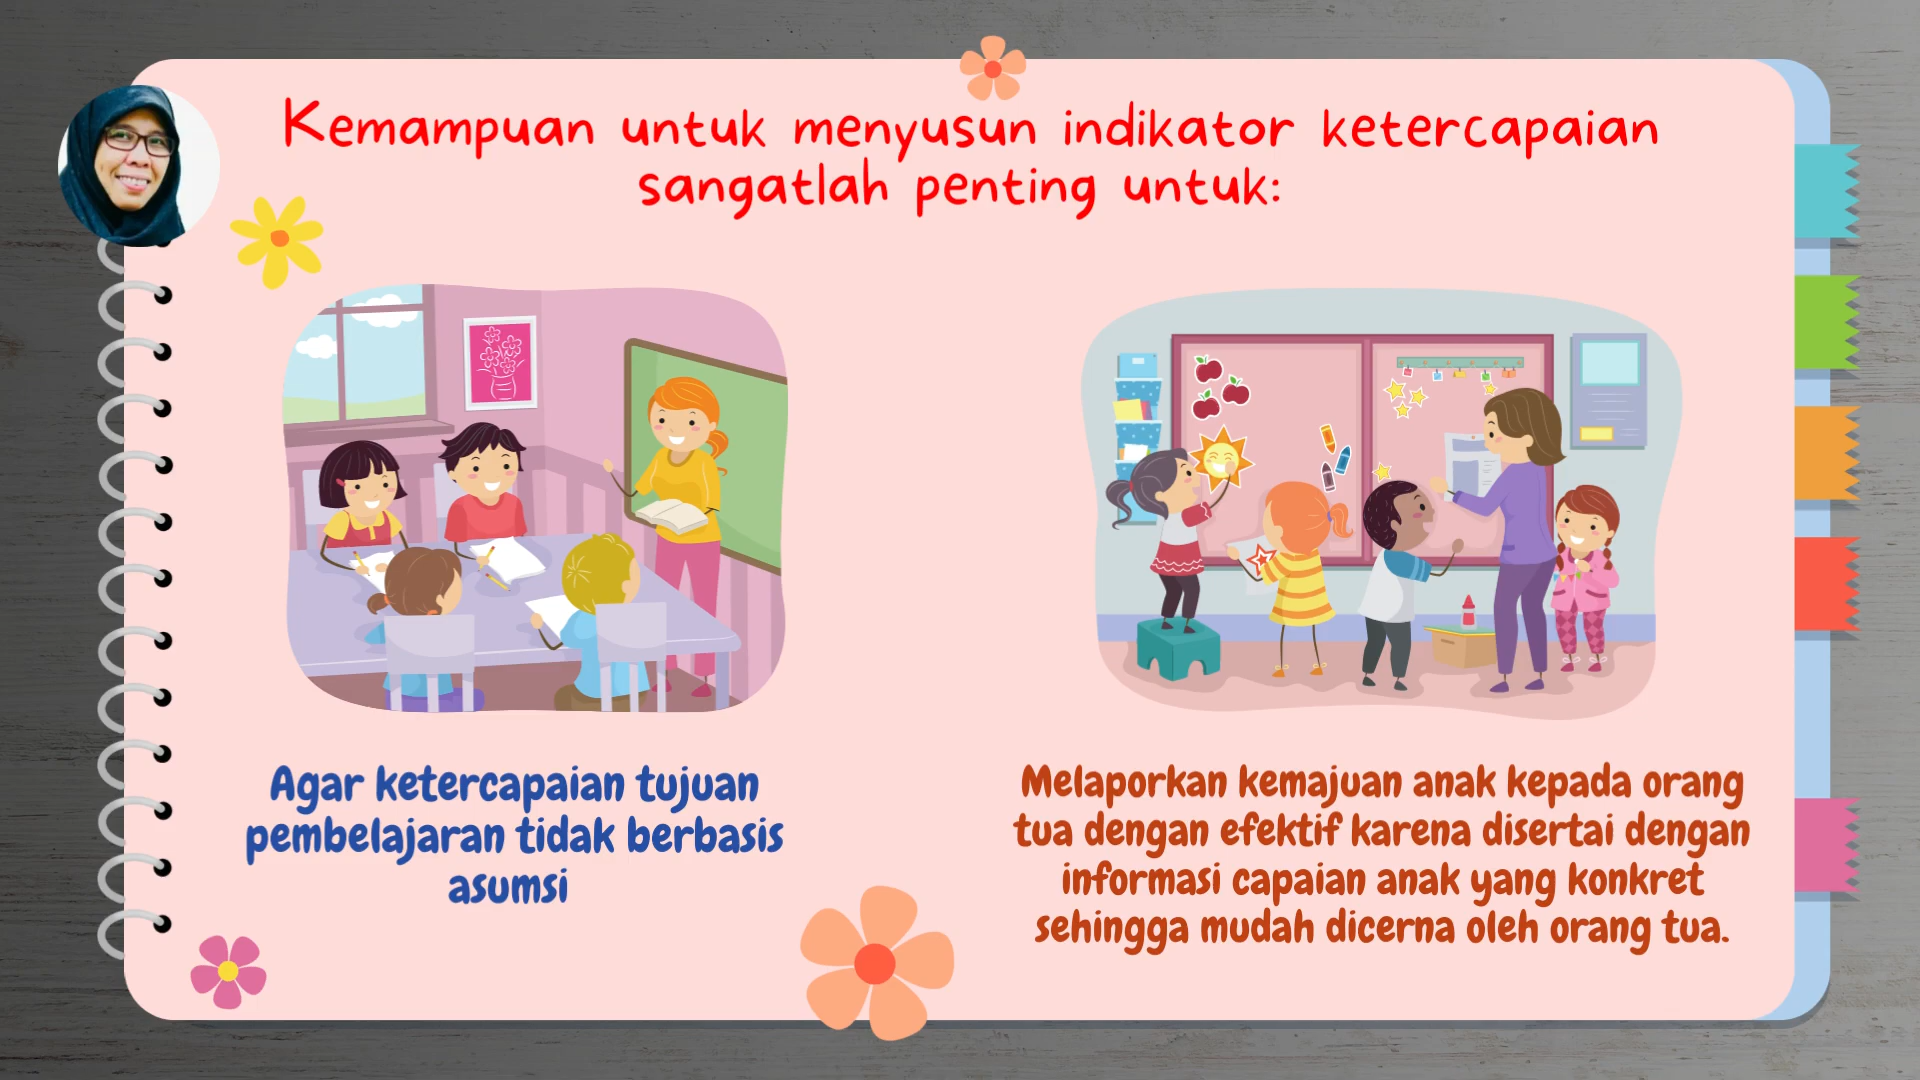 Kemampuan untuk menyusun indikator ketercapaian
sangatlah penting untuk:
Agar ketercapaian tujuan
pembelajaran tidak berbasis
asumsi
Melaporkan kemajuan anak kepada orang
tua dengan efektif karena disertai dengan
informasi capaian anak yang konkret
sehingga mudah dicerna oleh orang tua.